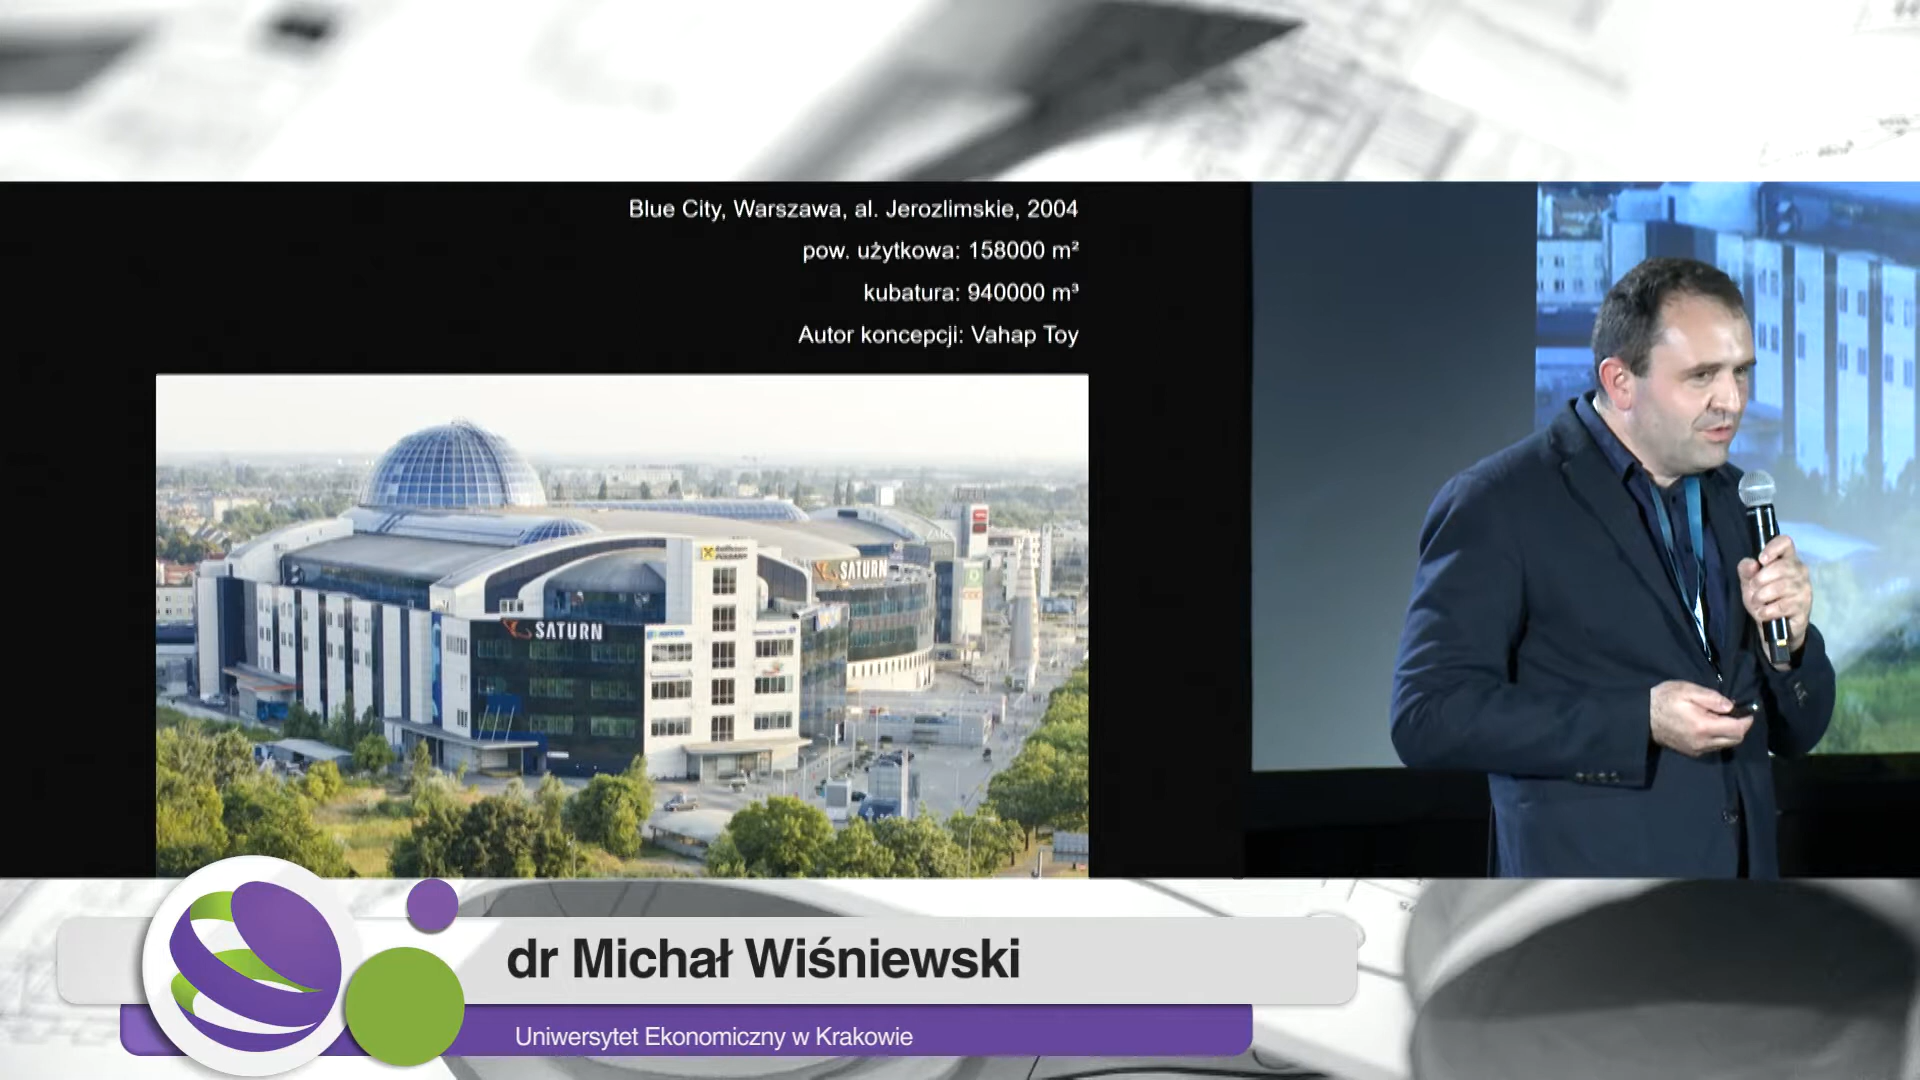 Blue City, Warszawa, al. Jerozlimskie, 2004
pow. użytkowa: 158000 m²
kubatura: 940000 m³
Autor koncepcji: Vahap Toy
SATURN
SATURN
dr Michał Wiśniewski
Uniwersytet Ekonomiczny w Krakowie